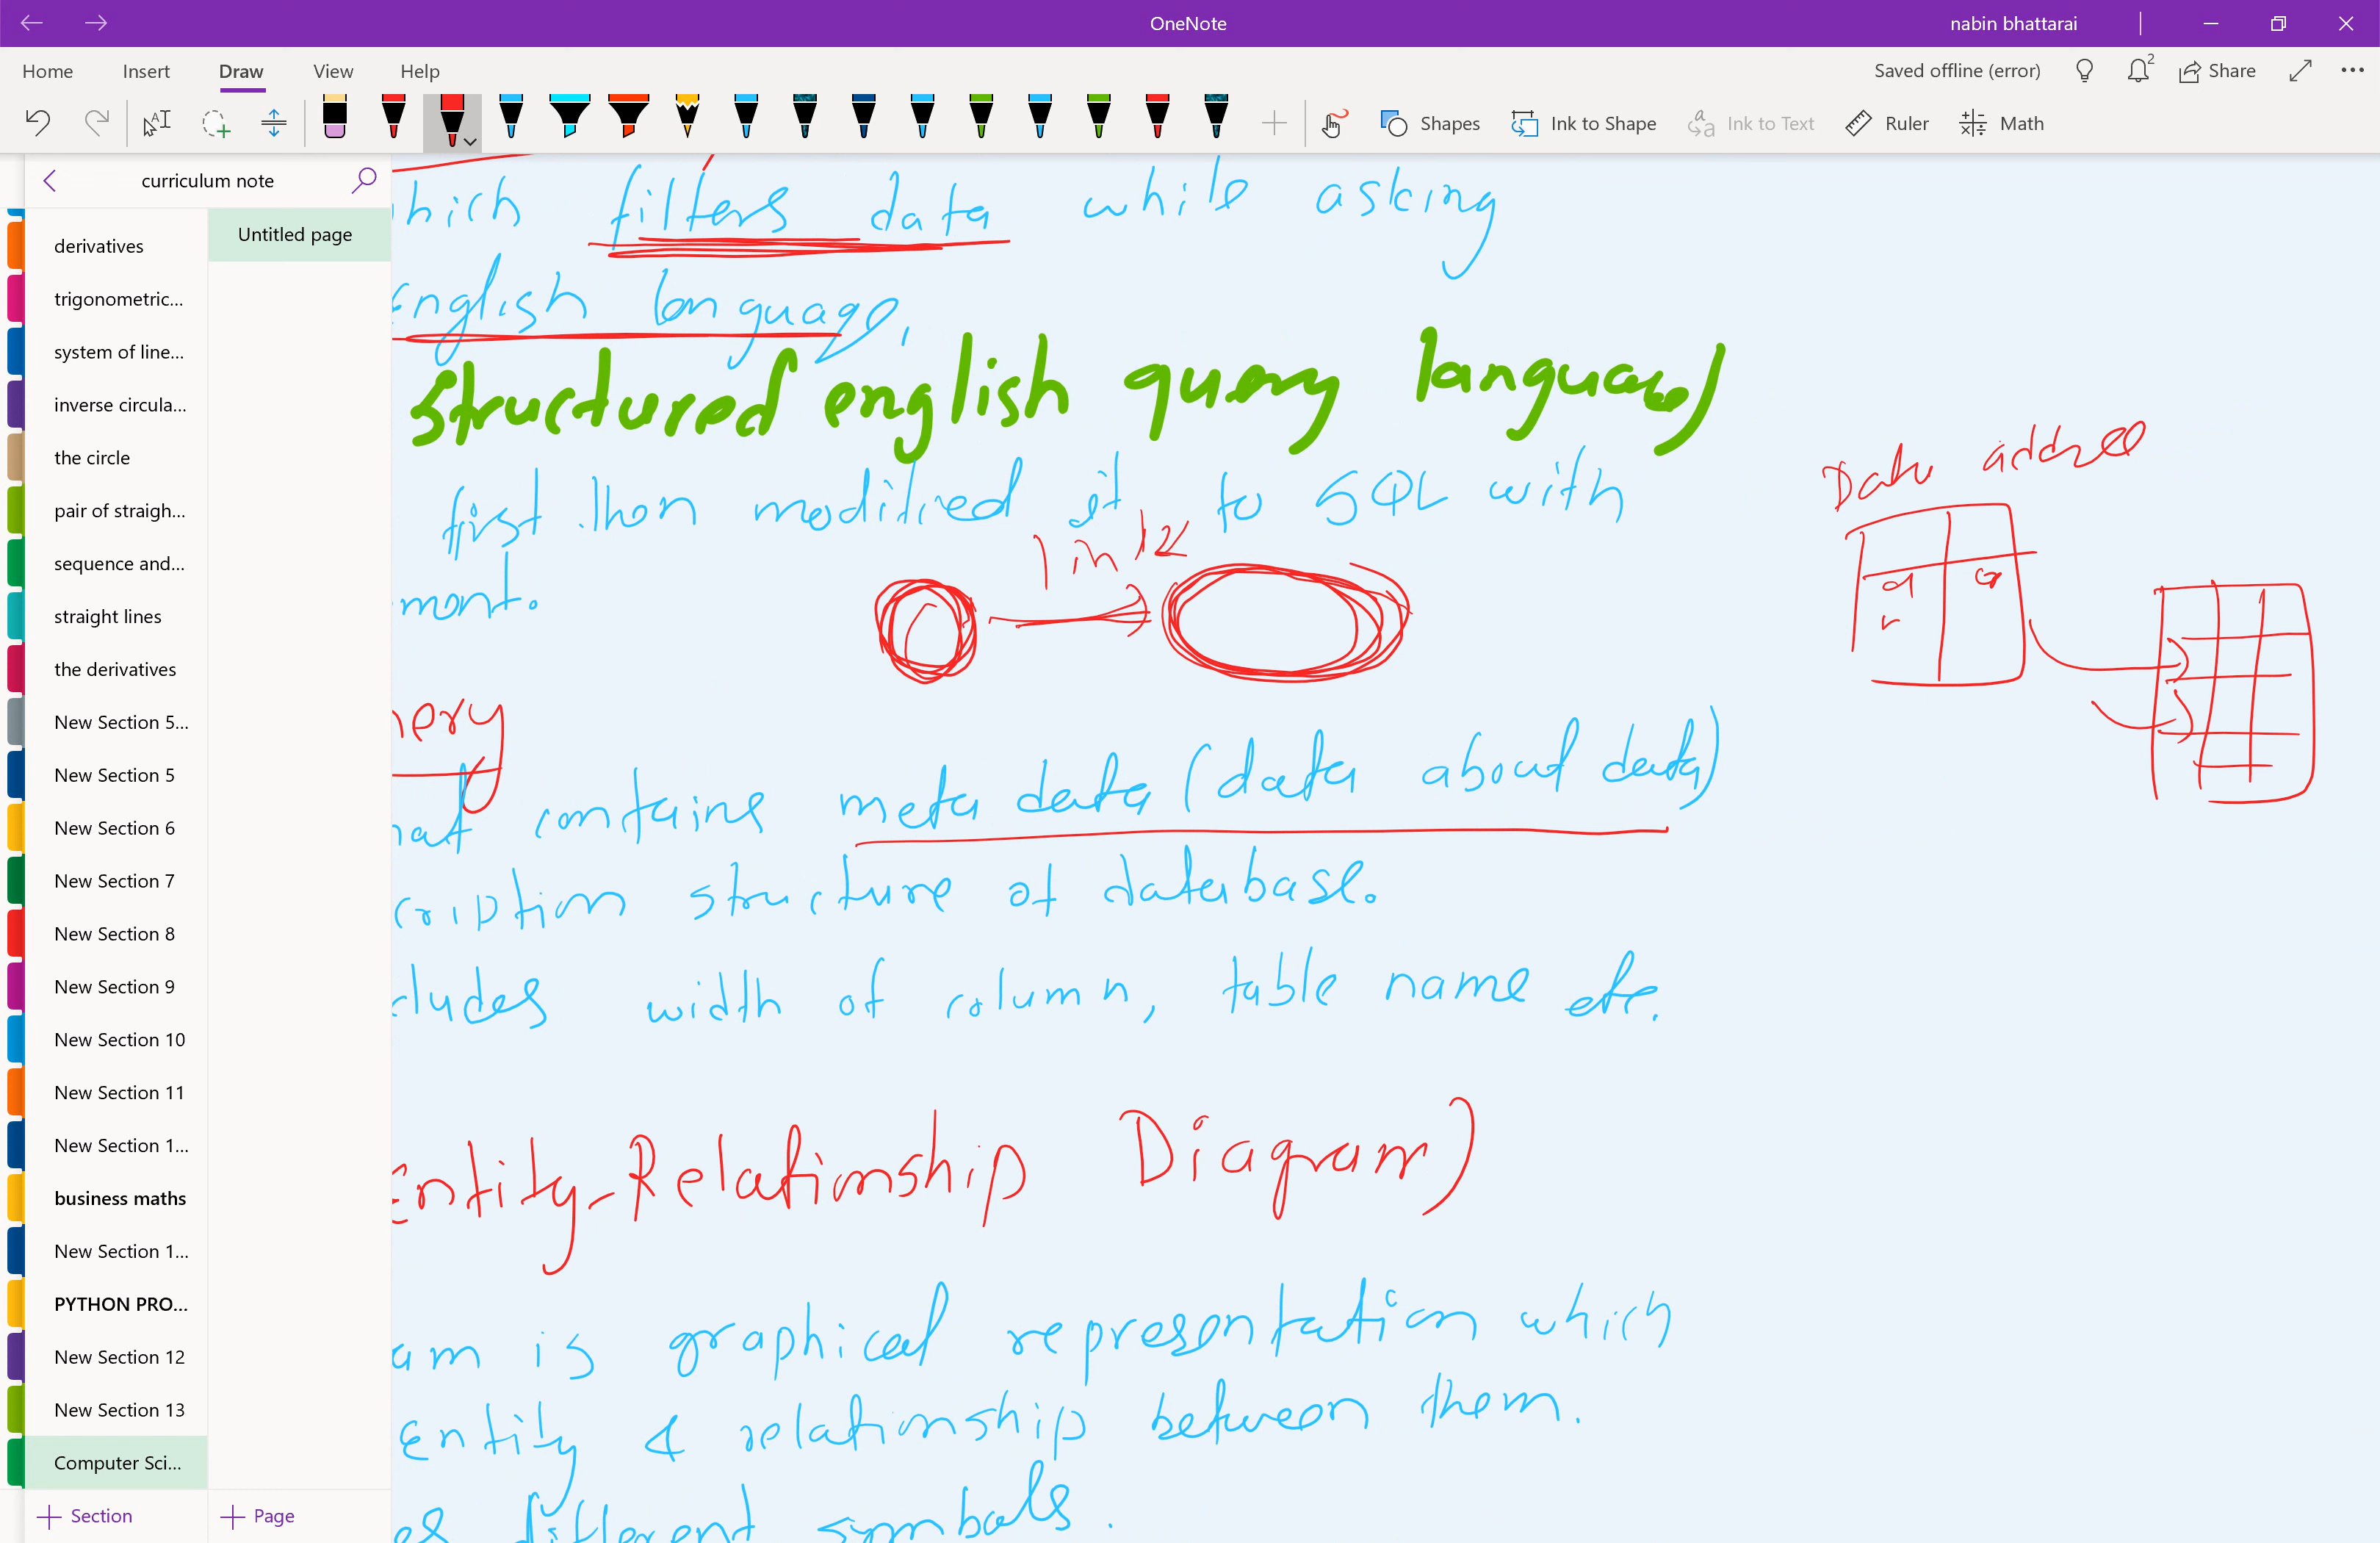 OneNote
nabin bhattarai
Home Insert Draw View Help
Saved offline (error) 2 Share
Shapes Ink to Shape Ink to Text Ruler Math
curriculum note
derivatives
trigonometric...
system of line...
inverse circula...
the circle
pair of straigh...
sequence and...
straight lines
the derivatives
New Section 5...
New Section 5
New Section 6
New Section 7
New Section 8
New Section 9
New Section 10
New Section 11
New Section 1...
business maths
New Section 1...
PYTHON PRO...
New Section 12
New Section 13
Computer Sci...
Section
Untitled page
Page
hich filters data while asking
English language,
structured english query language)
first then modified it to SQL with
ment.
nery
hat contains meta data (data about data)
cription structure of database.
cludes width of column, table name etc.
Entity-Relationship Diagram)
am is graphical representation which
entity & relationship between them.
es different symbols.